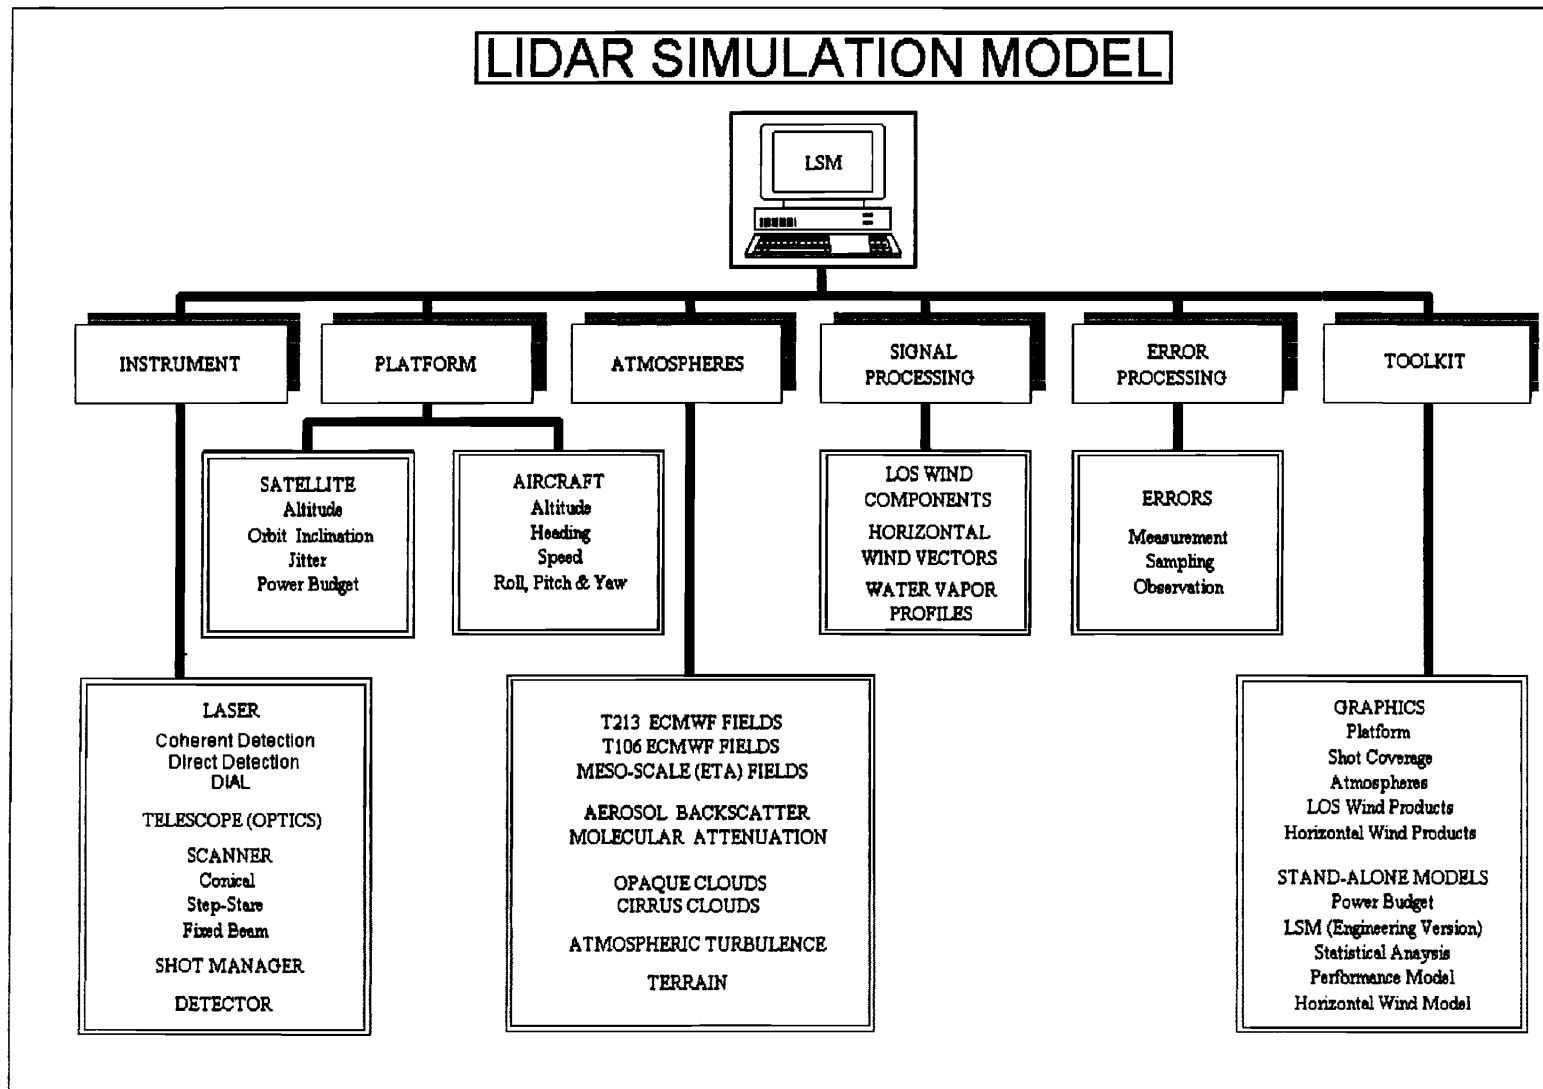 LIDAR SIMULATION MODEL
LSM
INSTRUMENT
PLATFORM
ATMOSPHERES
SIGNAL
PROCESSING
ERROR
PROCESSING
TOOLKIT
SATELLITE
Altitude
Orbit Inclination
Jitter
Power Budget
AIRCRAFT
Altitude
Heading
Speed
Roll, Pitch & Yaw
LOS WIND
COMPONENTS
HORIZONTAL
WIND VECTORS
WATER VAPOR
PROFILES
ERRORS
Measurement
Sampling
Observation
LASER
Coherent Detection
Direct Detection
DIAL
TELESCOPE (OPTICS)
SCANNER
Conical
Step-Stare
Fixed Beam
SHOT MANAGER
DETECTOR
T213 ECMWF FIELDS
T106 ECMWF FIELDS
MESO-SCALE (ETA) FIELDS
AEROSOL BACKSCATTER
MOLECULAR ATTENUATION
OPAQUE CLOUDS
CIRRUS CLOUDS
ATMOSPHERIC TURBULENCE
TERRAIN
GRAPHICS
Platform
Shot Coverage
Atmospheres
LOS Wind Products
Horizontal Wind Products
STAND-ALONE MODELS
Power Budget
LSM (Engineering Version)
Statistical Anaysis
Performance Model
Horizontal Wind Model